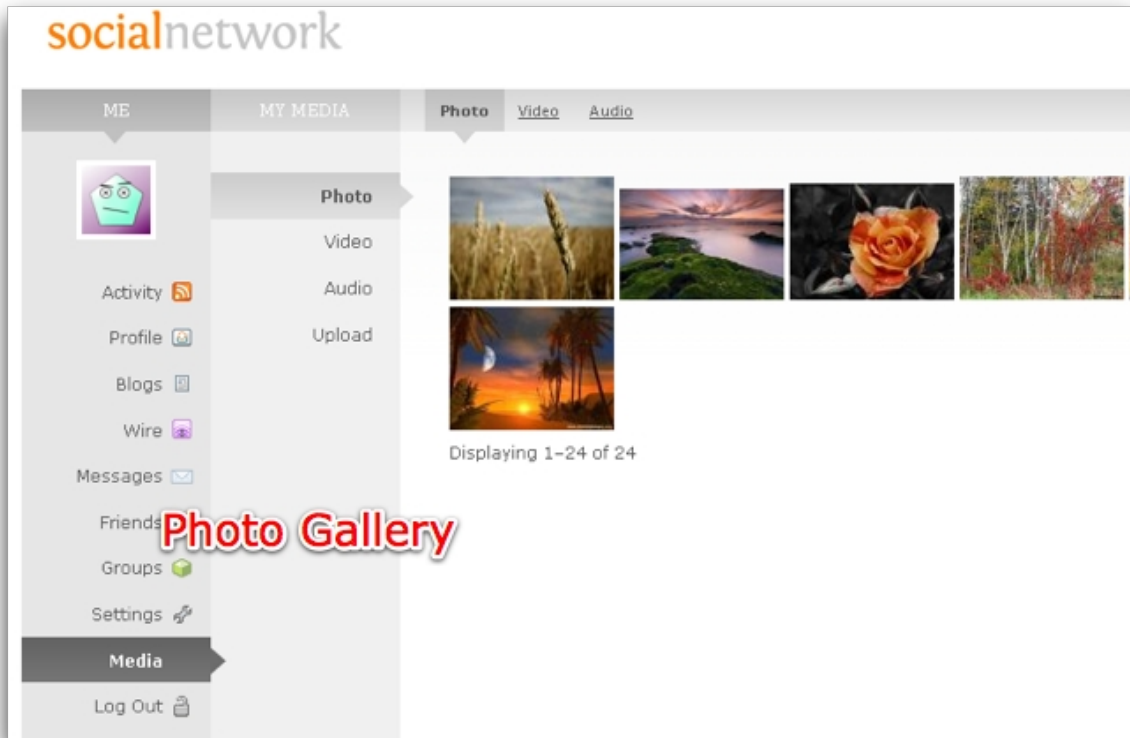 socialnetwork
ME
MY MEDIA
Photo Video Audio
Photo
Video
Audio
Upload
Activity
Profile
Blogs
Wire
Messages
Friends
Groups
Settings
Media
Log Out
Displaying 1-24 of 24
Photo Gallery